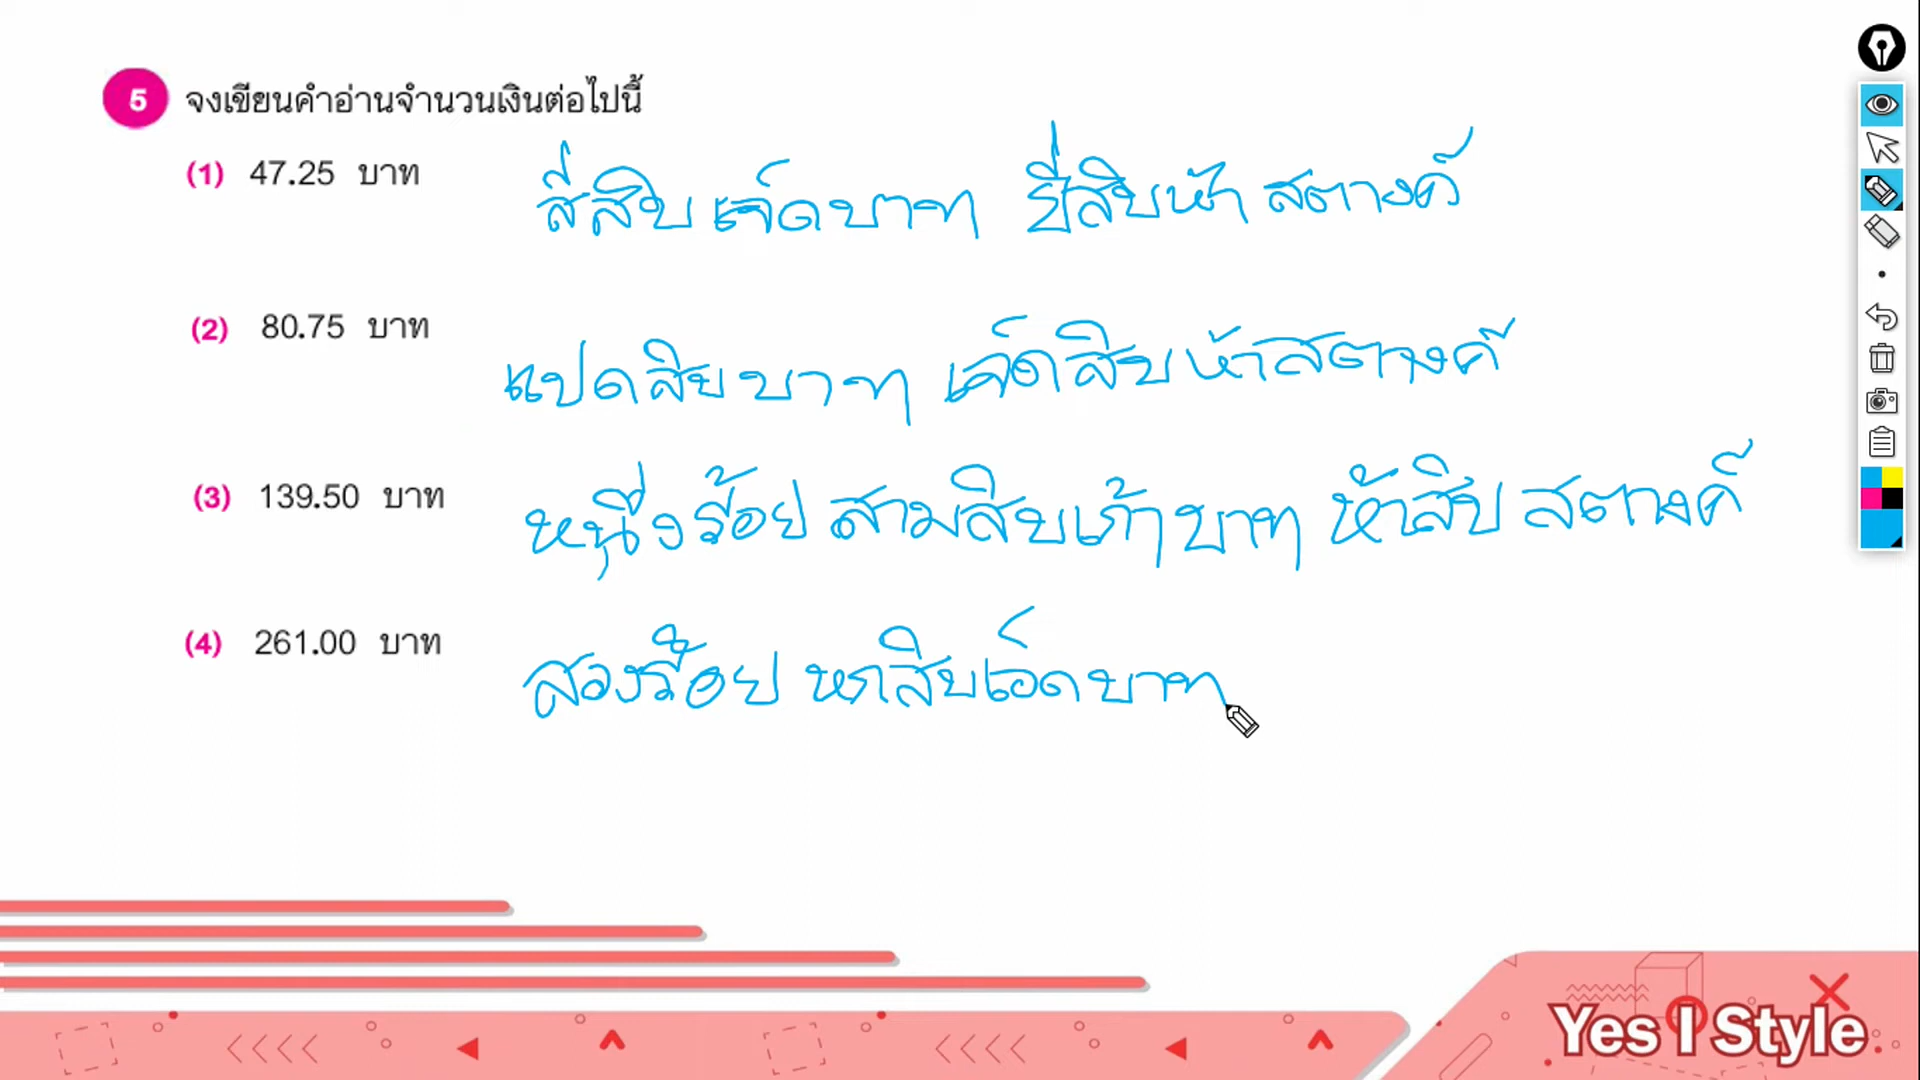 5 จงเขียนคำอ่านจำนวนเงินต่อไปนี้
(1) 47.25 บาท สี่สิบเจ็ดบาท ยี่สิบห้าสตางค์
(2) 80.75 บาท แปดสิบบาท เจ็ดสิบห้าสตางค์
(3) 139.50 บาท หนึ่งร้อยสามสิบเก้าบาท ห้าสิบสตางค์
(4) 261.00 บาท สองร้อยหกสิบเอ็ดบาท
Yes I Style